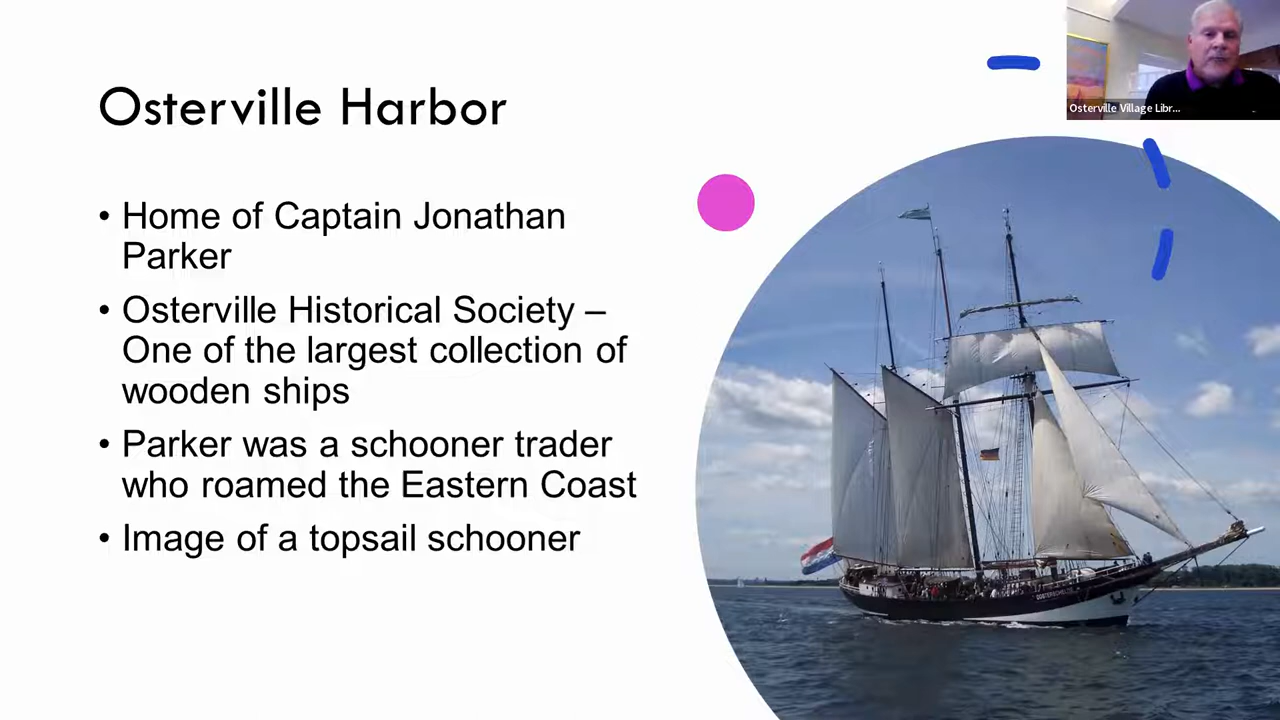 Osterville Village Libr...
Osterville Harbor
• Home of Captain Jonathan
Parker
• Osterville Historical Society –
One of the largest collection of
wooden ships
• Parker was a schooner trader
who roamed the Eastern Coast
• Image of a topsail schooner
OOSTERSCHELDE